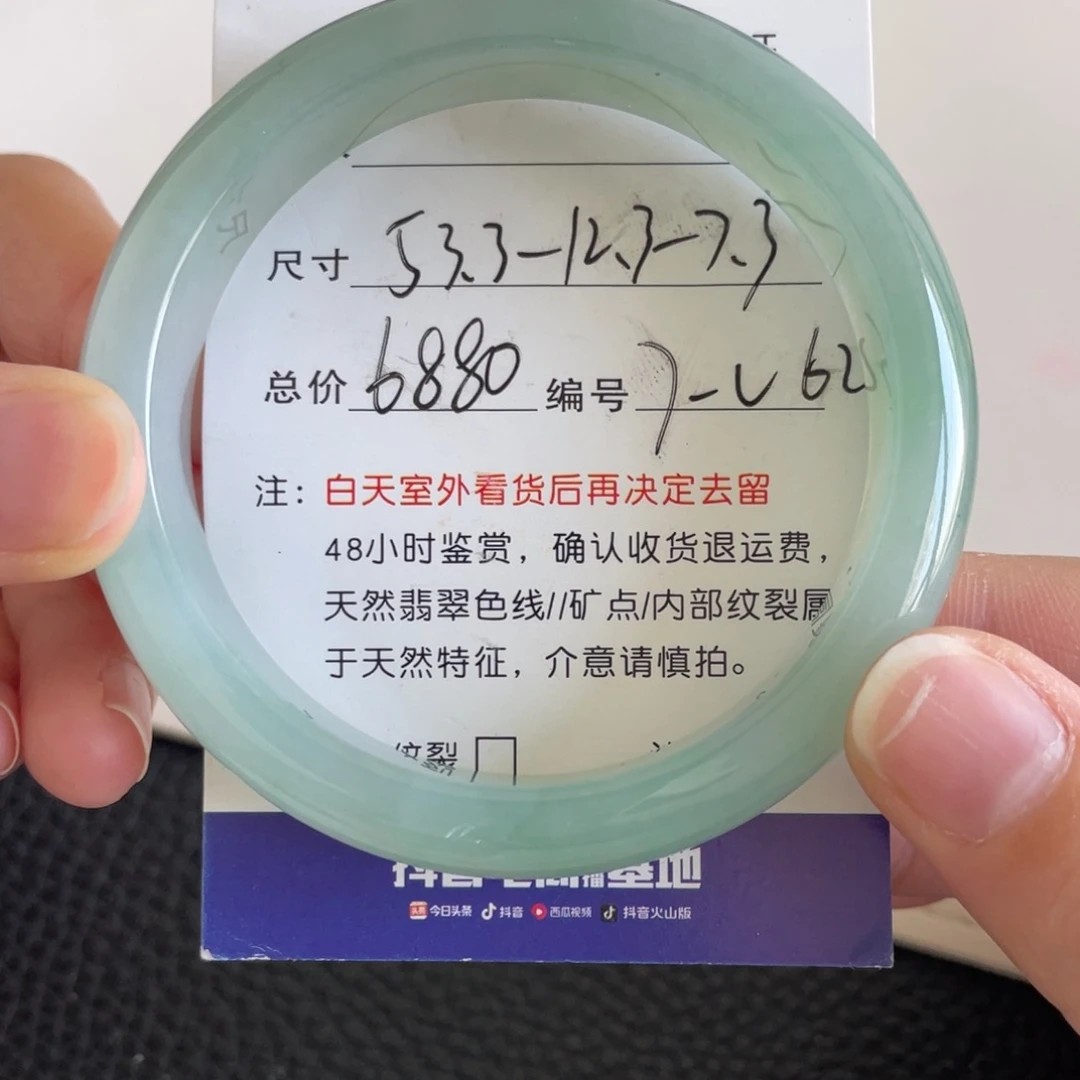 乐
尺寸 53.3-12.3-7.3
总价 6880 编号 7-v 62
注：白天室外看货后再决定去留
48小时鉴赏，确认收货退运费，
天然翡翠色线//矿点/内部纹裂属
于天然特征，介意请慎拍。
纹裂
基地
今日头条 抖音 西瓜视频 抖音火山版